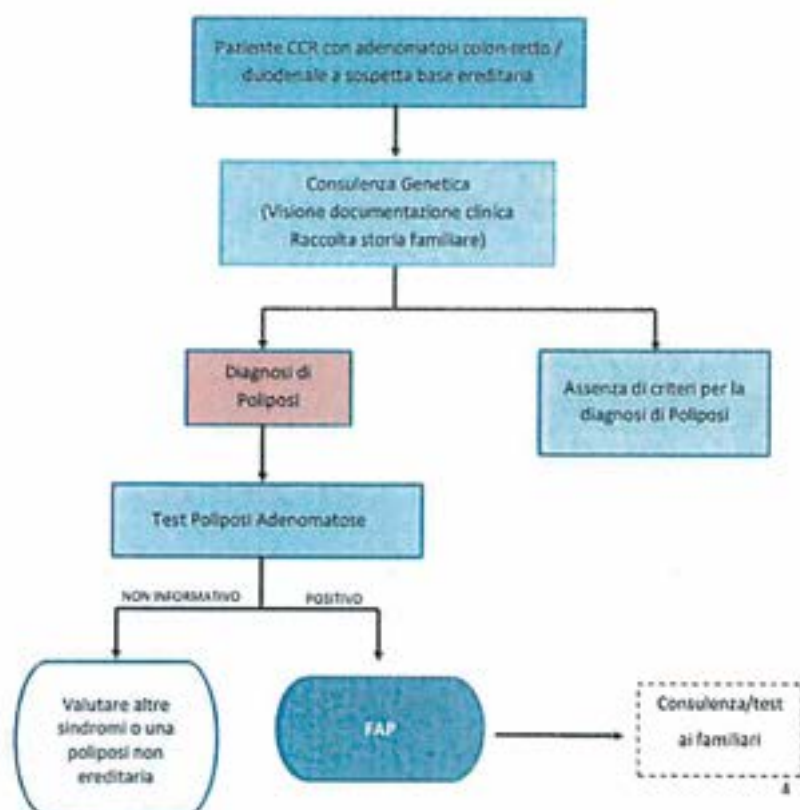 Paziente CCR con adenomatosi colon-retto /
duodenale a sospetta base ereditaria
Consulenza Genetica
(Visione documentazione clinica
Raccolta storia familiare)
Diagnosi di
Poliposi
Assenza di criteri per la
diagnosi di Poliposi
Test Poliposi Adenomatose
NON INFORMATIVO
POSITIVO
Valutare altre
sindromi o una
poliposi non
ereditaria
FAP
Consulenza/test
ai familiari
4